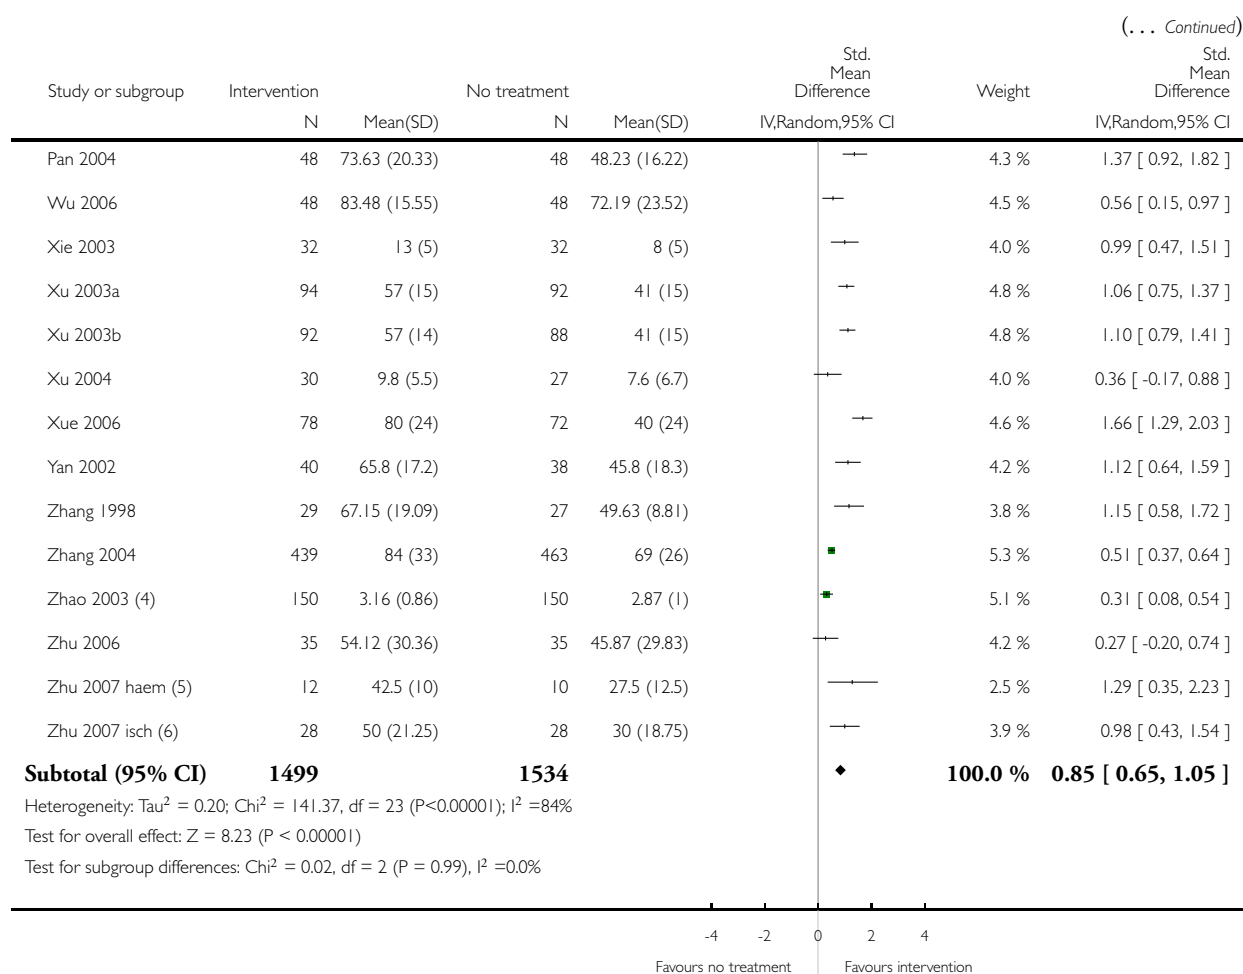 (. . . Continued)
Std. Mean Difference Std. Mean Difference
Study or subgroup Intervention No treatment Weight
N Mean(SD) N Mean(SD) IV,Random,95% CI IV,Random,95% CI
Pan 2004 48 73.63 (20.33) 48 48.23 (16.22) 4.3 % 1.37 [ 0.92, 1.82 ]
Wu 2006 48 83.48 (15.55) 48 72.19 (23.52) 4.5 % 0.56 [ 0.15, 0.97 ]
Xie 2003 32 13 (5) 32 8 (5) 4.0 % 0.99 [ 0.47, 1.51 ]
Xu 2003a 94 57 (15) 92 41 (15) 4.8 % 1.06 [ 0.75, 1.37 ]
Xu 2003b 92 57 (14) 88 41 (15) 4.8 % 1.10 [ 0.79, 1.41 ]
Xu 2004 30 9.8 (5.5) 27 7.6 (6.7) 4.0 % 0.36 [ -0.17, 0.88 ]
Xue 2006 78 80 (24) 72 40 (24) 4.6 % 1.66 [ 1.29, 2.03 ]
Yan 2002 40 65.8 (17.2) 38 45.8 (18.3) 4.2 % 1.12 [ 0.64, 1.59 ]
Zhang 1998 29 67.15 (19.09) 27 49.63 (8.81) 3.8 % 1.15 [ 0.58, 1.72 ]
Zhang 2004 439 84 (33) 463 69 (26) 5.3 % 0.51 [ 0.37, 0.64 ]
Zhao 2003 (4) 150 3.16 (0.86) 150 2.87 (1) 5.1 % 0.31 [ 0.08, 0.54 ]
Zhu 2006 35 54.12 (30.36) 35 45.87 (29.83) 4.2 % 0.27 [ -0.20, 0.74 ]
Zhu 2007 haem (5) 12 42.5 (10) 10 27.5 (12.5) 2.5 % 1.29 [ 0.35, 2.23 ]
Zhu 2007 isch (6) 28 50 (21.25) 28 30 (18.75) 3.9 % 0.98 [ 0.43, 1.54 ]
Subtotal (95% CI) 1499 1534 100.0 % 0.85 [ 0.65, 1.05 ]
Heterogeneity: Tau² = 0.20; Chi² = 141.37, df = 23 (P<0.00001); I² =84%
Test for overall effect: Z = 8.23 (P < 0.00001)
Test for subgroup differences: Chi² = 0.02, df = 2 (P = 0.99), I² =0.0%
-4 -2 0 2 4
Favours no treatment Favours intervention